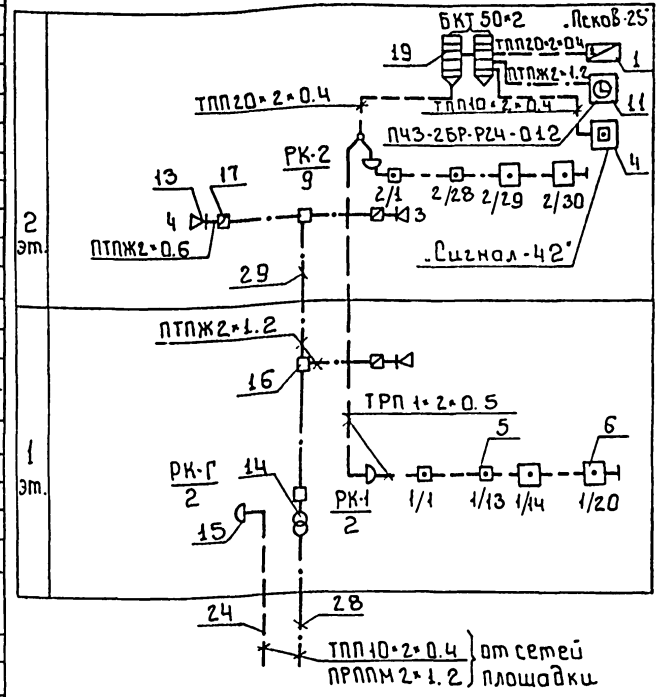 БКТ 50×2
„Псков-25"
19
ТПП20×2×0.4
1
ПТПЖ2×1.2
ТПП20×2×0.4
ТПП10×2×0.4
11
ПЧЗ-2БР-Р24-012
4
РК-2
9
13
17
2/1
2/28
2/29
2/30
4
3
2
эт.
ПТПЖ2×0.6
„Сигнал-42"
29
ПТПЖ2×1.2
16
ТРП 1×2×0.5
5
6
1
эт.
РК-Г
2
14
15
РК-1
2
1/1
1/13
1/14
1/20
24
28
ТПП10×2×0.4
от сетей
ПРППМ2×1.2
площадки